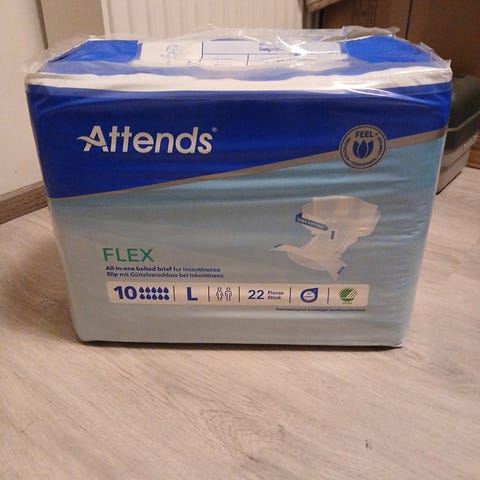 Attends®
FEEL
CONFIDENCE
FLEX
All-in-one belted brief for Incontinence
Slip mit Gürtelverschluss bei Inkontinenz
10 L 22 Pieces
Stück